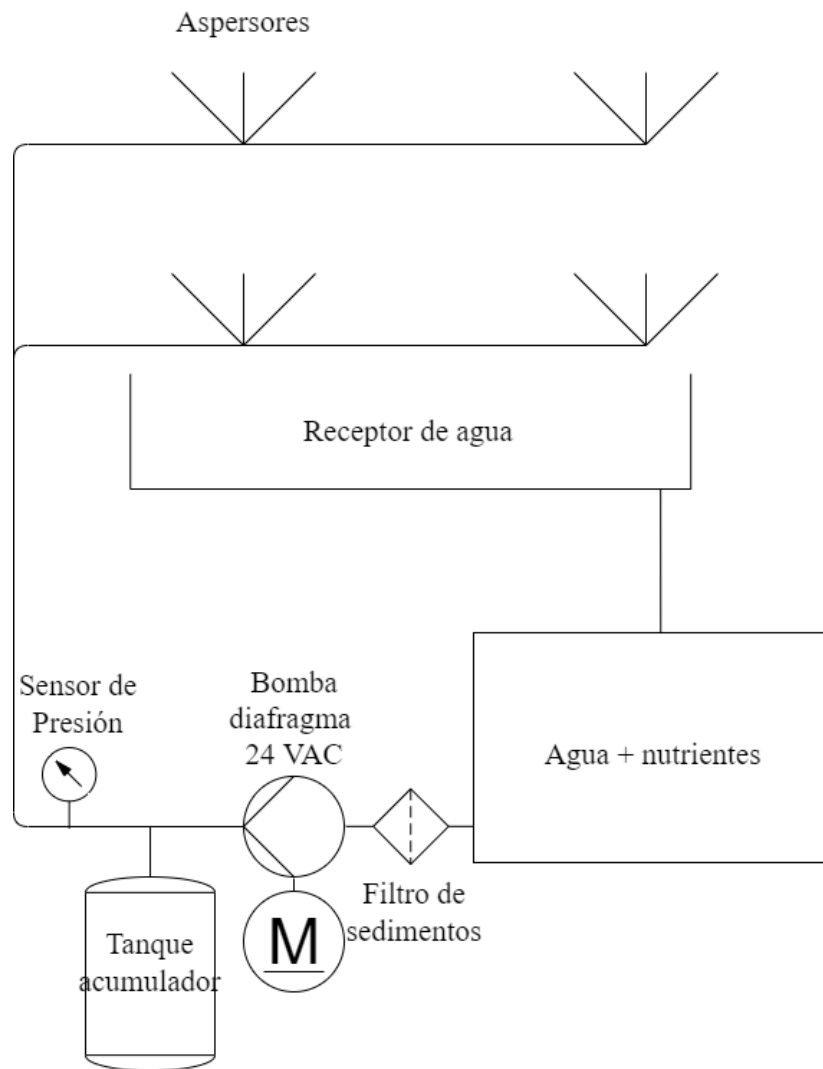 Aspersores
Receptor de agua
Sensor de
Presión
Bomba
diafragma
24 VAC
Agua + nutrientes
Filtro de
sedimentos
Tanque
acumulador
M